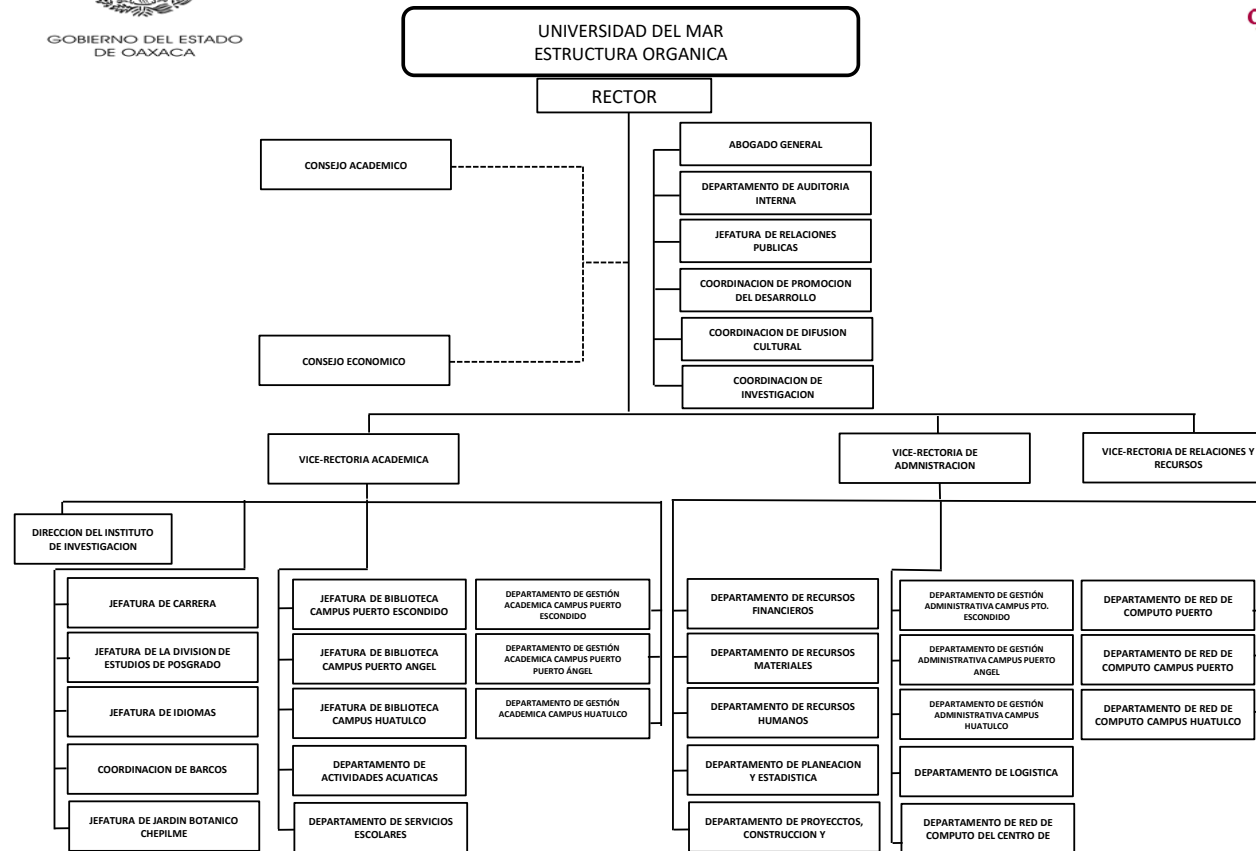 GOBIERNO DEL ESTADO
DE OAXACA
UNIVERSIDAD DEL MAR
ESTRUCTURA ORGANICA
RECTOR
CONSEJO ACADEMICO
CONSEJO ECONOMICO
ABOGADO GENERAL
DEPARTAMENTO DE AUDITORIA
INTERNA
JEFATURA DE RELACIONES
PUBLICAS
COORDINACION DE PROMOCION
DEL DESARROLLO
COORDINACION DE DIFUSION
CULTURAL
COORDINACION DE
INVESTIGACION
VICE-RECTORIA ACADEMICA
VICE-RECTORIA DE
ADMNISTRACION
VICE-RECTORIA DE RELACIONES Y
RECURSOS
DIRECCION DEL INSTITUTO
DE INVESTIGACION
JEFATURA DE CARRERA
JEFATURA DE LA DIVISION DE
ESTUDIOS DE POSGRADO
JEFATURA DE IDIOMAS
COORDINACION DE BARCOS
JEFATURA DE JARDIN BOTANICO
CHEPILME
JEFATURA DE BIBLIOTECA
CAMPUS PUERTO ESCONDIDO
JEFATURA DE BIBLIOTECA
CAMPUS PUERTO ANGEL
JEFATURA DE BIBLIOTECA
CAMPUS HUATULCO
DEPARTAMENTO DE
ACTIVIDADES ACUATICAS
DEPARTAMENTO DE SERVICIOS
ESCOLARES
DEPARTAMENTO DE GESTIÓN
ACADEMICA CAMPUS PUERTO
ESCONDIDO
DEPARTAMENTO DE GESTIÓN
ACADEMICA CAMPUS PUERTO
PUERTO ÁNGEL
DEPARTAMENTO DE GESTIÓN
ACADEMICA CAMPUS HUATULCO
DEPARTAMENTO DE RECURSOS
FINANCIEROS
DEPARTAMENTO DE RECURSOS
MATERIALES
DEPARTAMENTO DE RECURSOS
HUMANOS
DEPARTAMENTO DE PLANEACION
Y ESTADISTICA
DEPARTAMENTO DE PROYECCTOS,
CONSTRUCCION Y
DEPARTAMENTO DE GESTIÓN
ADMINISTRATIVA CAMPUS PTO.
ESCONDIDO
DEPARTAMENTO DE GESTIÓN
ADMINISTRATIVA CAMPUS PUERTO
ANGEL
DEPARTAMENTO DE GESTIÓN
ADMINISTRATIVA CAMPUS
HUATULCO
DEPARTAMENTO DE LOGISTICA
DEPARTAMENTO DE RED DE
COMPUTO DEL CENTRO DE
DEPARTAMENTO DE RED DE
COMPUTO PUERTO
DEPARTAMENTO DE RED DE
COMPUTO CAMPUS PUERTO
DEPARTAMENTO DE RED DE
COMPUTO CAMPUS HUATULCO